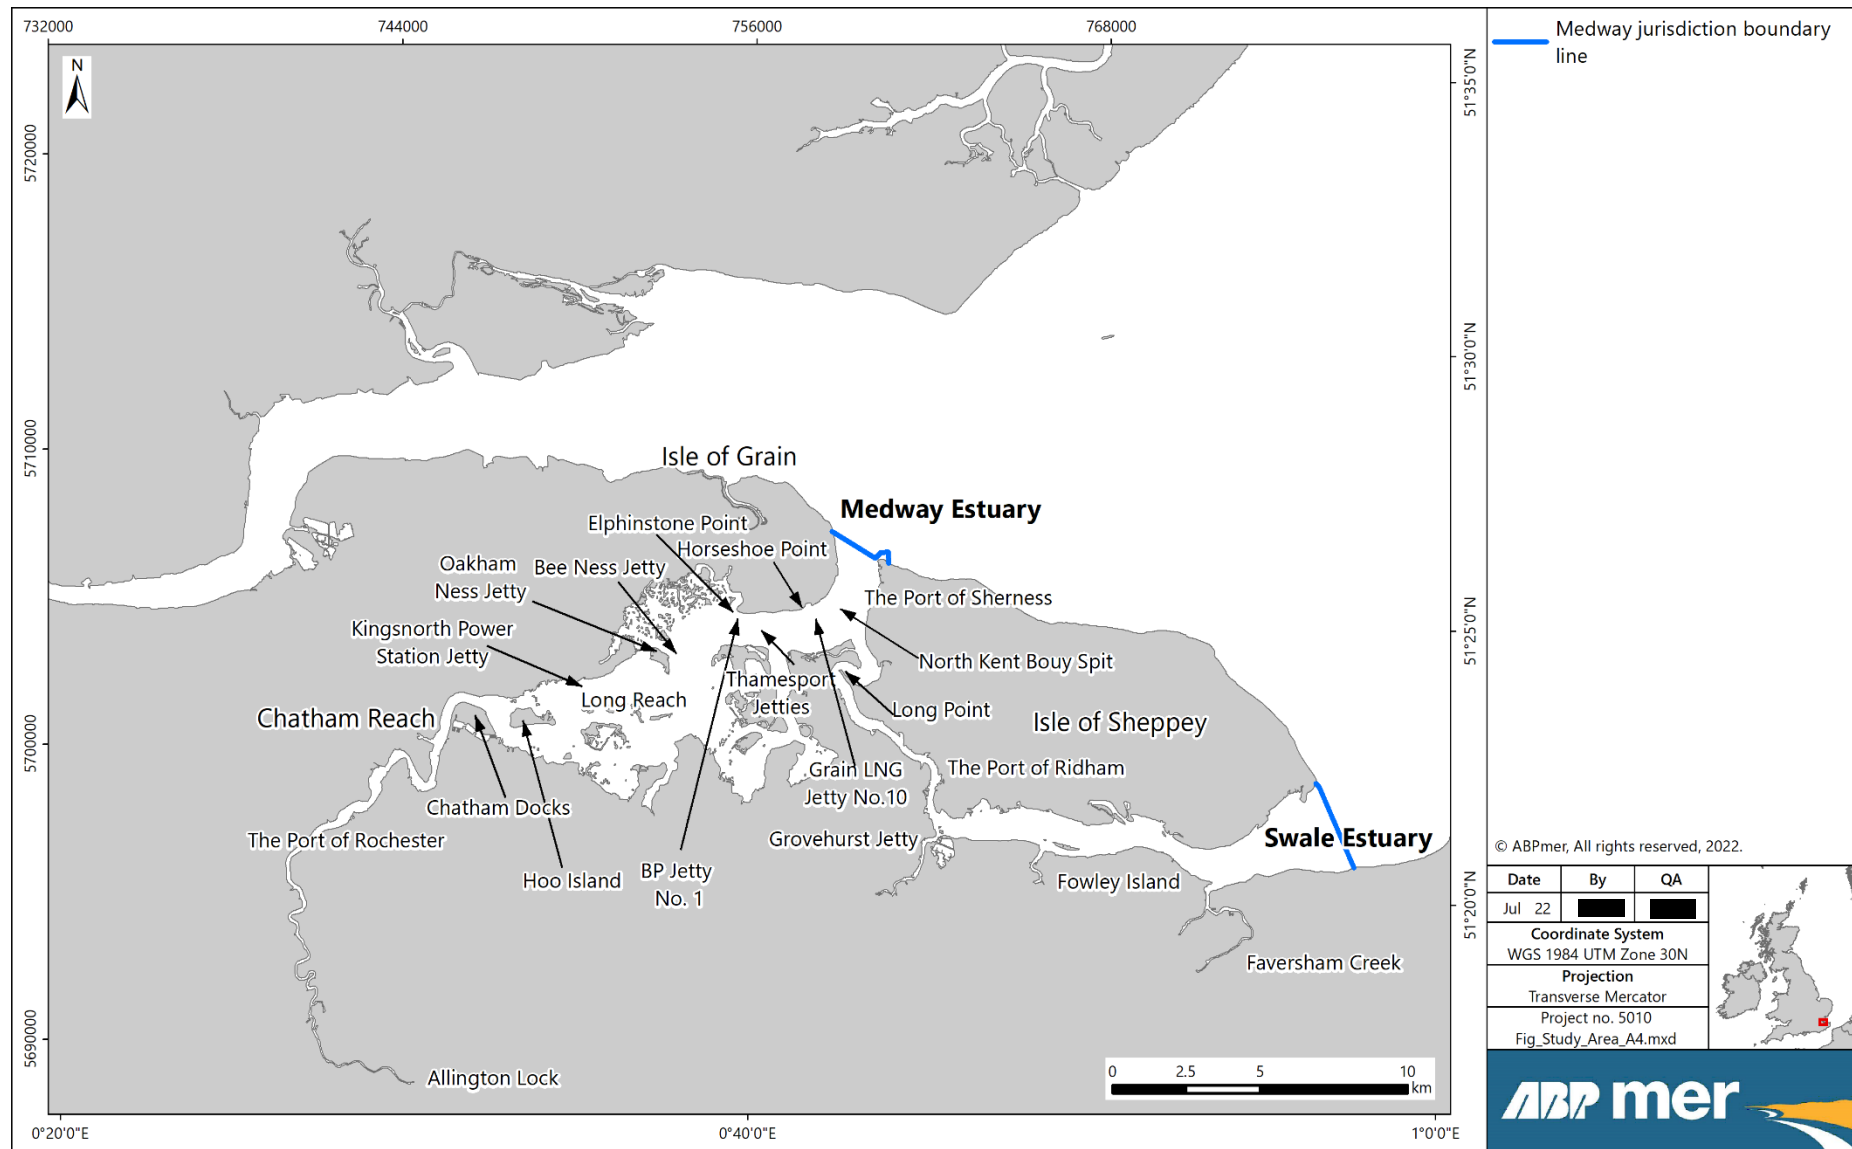 732000
744000
756000
768000
Medway jurisdiction boundary
line
N
51°35'0"N
5720000
51°30'0"N
5710000
Isle of Grain
Medway Estuary
Elphinstone Point
Horseshoe Point
Oakham
Ness Jetty
Bee Ness Jetty
The Port of Sherness
Kingsnorth Power
Station Jetty
51°25'0"N
North Kent Bouy Spit
Thamesport
Jetties
Long Reach
Long Point
Chatham Reach
Isle of Sheppey
5700000
Grain LNG
Jetty No.10
The Port of Ridham
Chatham Docks
The Port of Rochester
Grovehurst Jetty
Swale Estuary
Hoo Island
BP Jetty
No. 1
Fowley Island
51°20'0"N
Faversham Creek
5690000
Allington Lock
0 2.5 5 10
km
0°20'0"E
0°40'0"E
1°0'0"E
© ABPmer, All rights reserved, 2022.
Date By QA
Jul 22
Coordinate System
WGS 1984 UTM Zone 30N
Projection
Transverse Mercator
Project no. 5010
Fig_Study_Area_A4.mxd
ABP mer